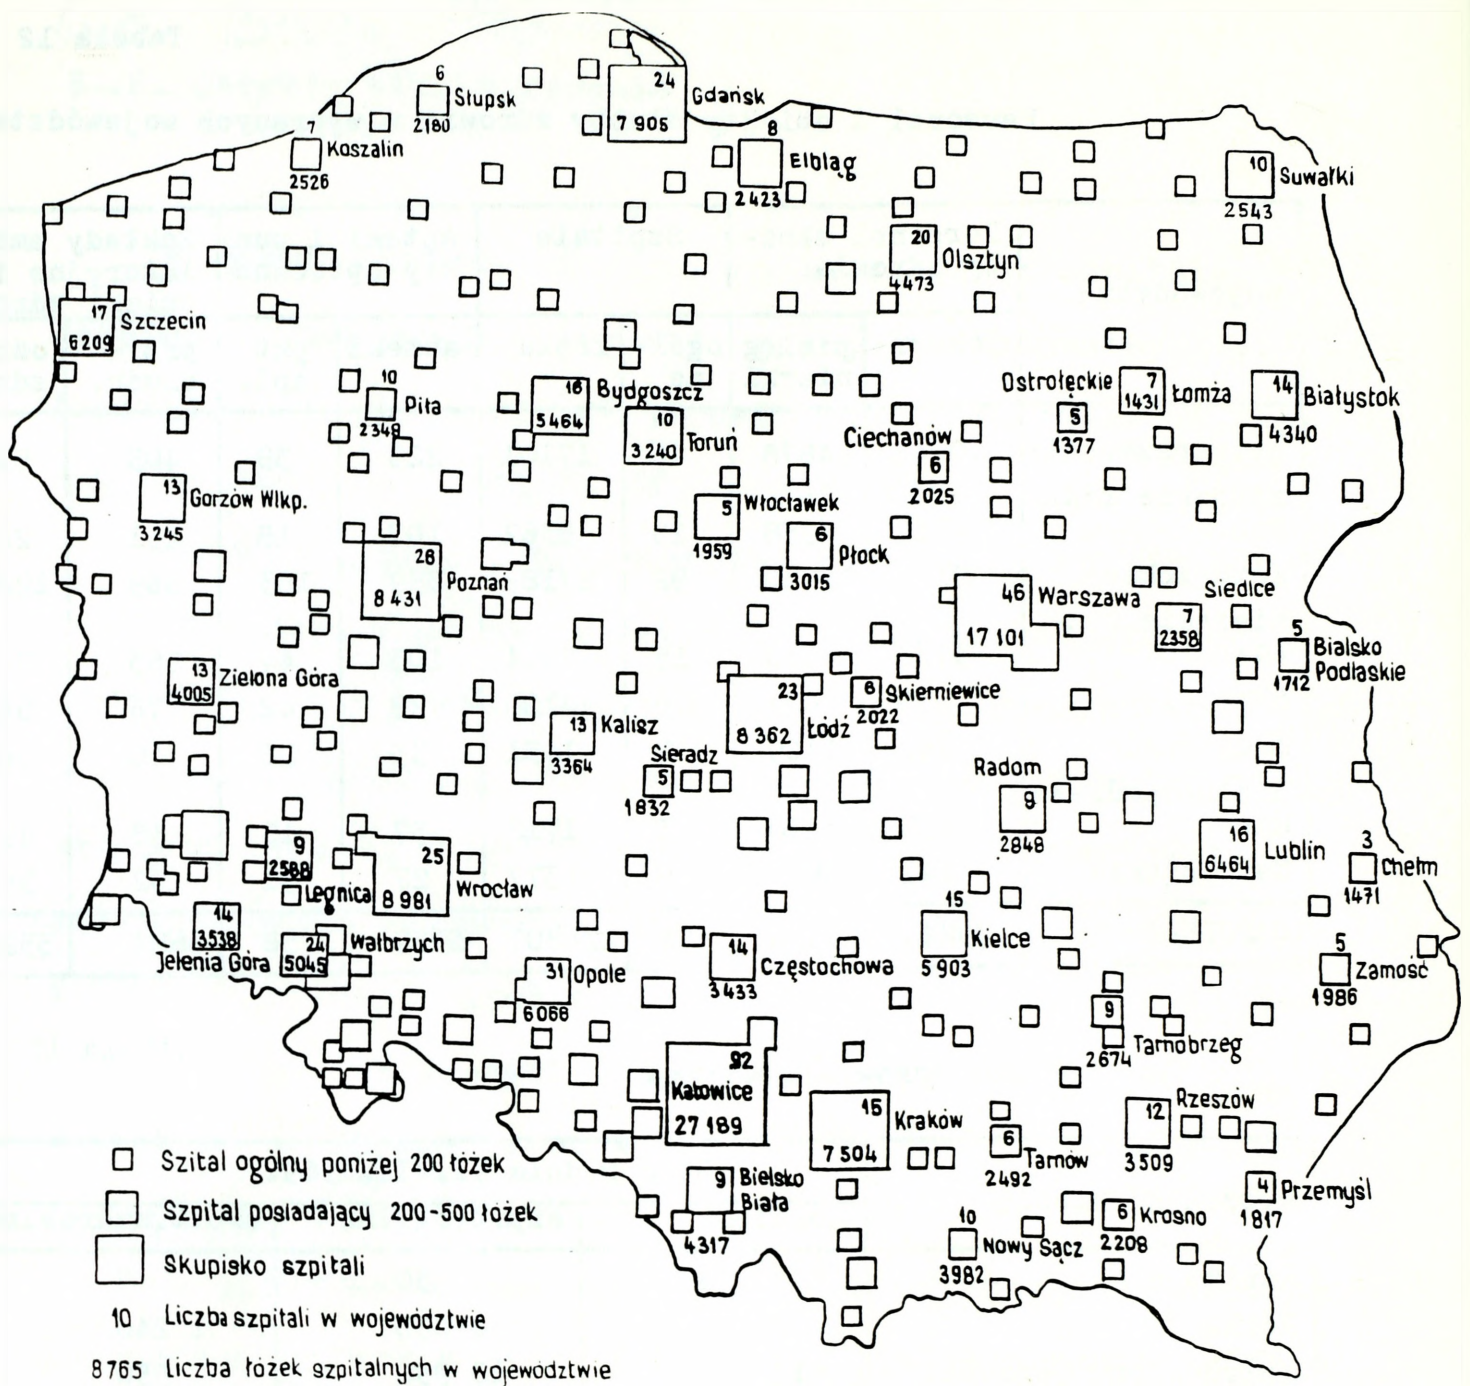 Tabela 18
6
Słupsk
2180
24
Gdańsk
7 905
7
Koszalin
2526
8
Elbląg
2423
10
Suwałki
2543
20
Olsztyn
4473
17
Szczecin
6209
10
Piła
2348
16
Bydgoszcz
5464
10
Toruń
3 240
Ostrołęckie
5
1377
7
Łomża
1431
14
Białystok
4340
Ciechanów
6
2025
13
Gorzów Wlkp.
3245
5
Włocławek
1959
6
Płock
3015
28
Poznań
8 431
46
Warszawa
17 101
Siedlce
7
2358
5
Bialsko
Podlaskie
1712
13
Zielona Góra
4005
23
Łódź
8 362
6
Skierniewice
2022
13
Kalisz
3364
Sieradz
5
1832
Radom
9
2848
16
Lublin
6464
3
Chełm
1471
9
2588
Legnica
25
Wrocław
8 981
14
3538
Jelenia Góra
24
Wałbrzych
5045
31
Opole
6066
14
Częstochowa
3433
15
Kielce
5 903
5
Zamość
1986
9
Tarnobrzeg
2674
92
Katowice
27 189
15
Kraków
7 504
12
Rzeszów
3509
6
Tarnów
2492
9
Bielsko
Biała
4317
4
Przemyśl
1817
6
Krosno
2208
10
Nowy Sącz
3982
Szital ogólny poniżej 200 łóżek
Szpital posiadający 200-500 łóżek
Skupisko szpitali
10 Liczba szpitali w województwie
8765 Liczba łóżek szpitalnych w województwie